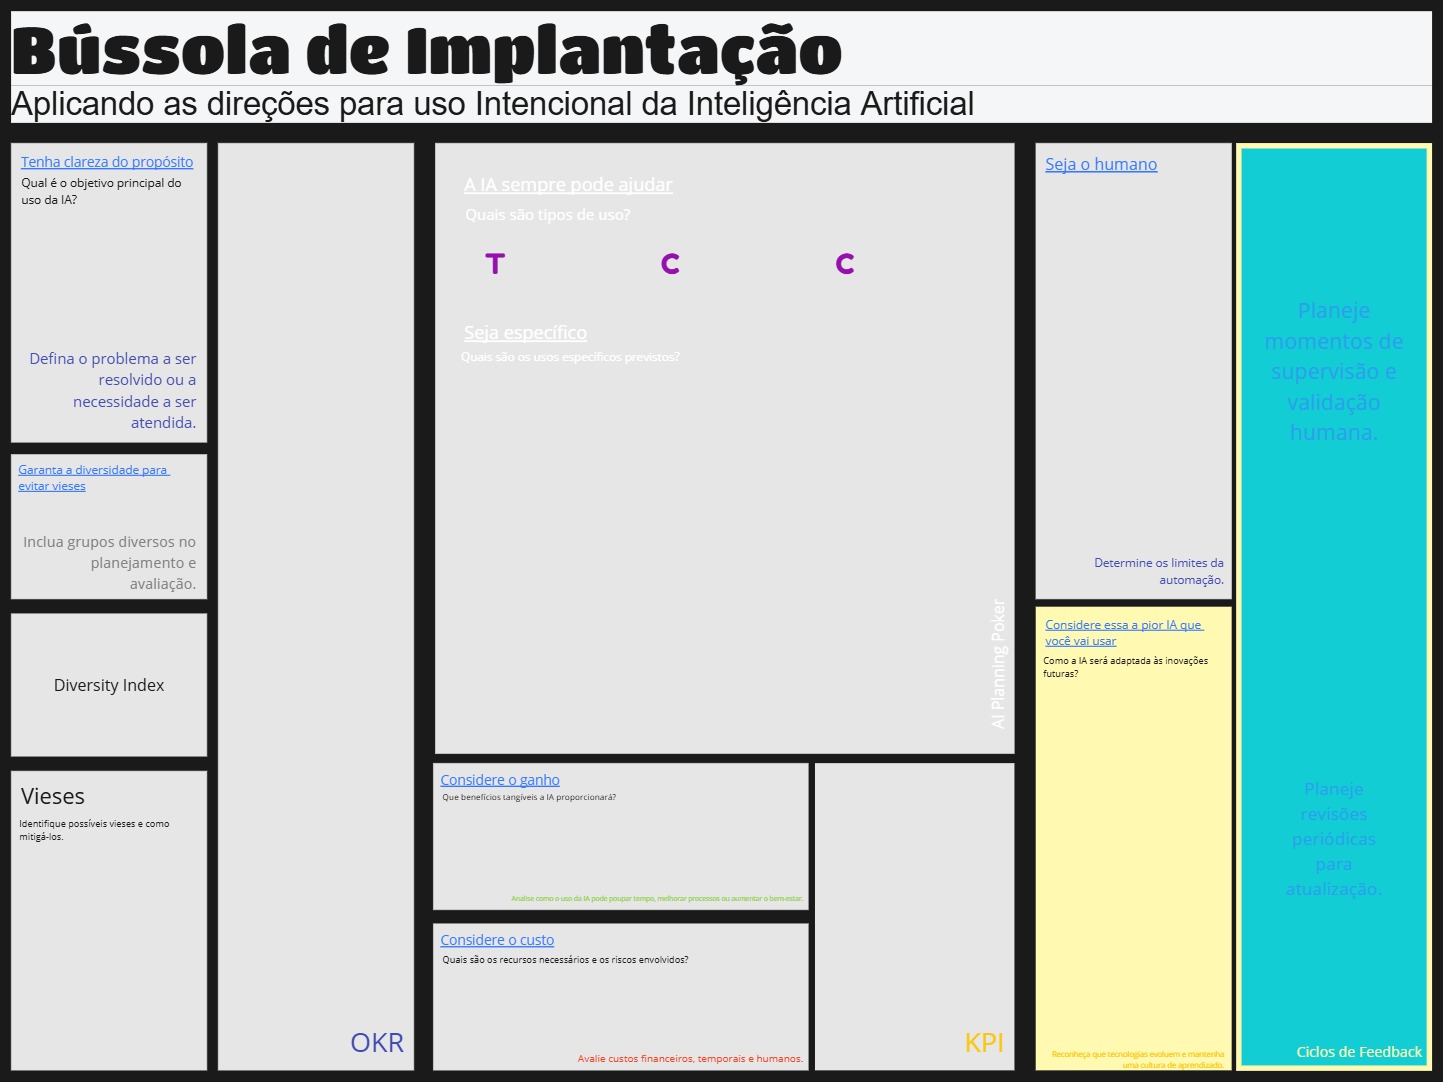 Bússola de Implantação
Aplicando as direções para uso Intencional da Inteligência Artificial
Tenha clareza do propósito
Qual é o objetivo principal do
uso da IA?
Defina o problema a ser
resolvido ou a
necessidade a ser
atendida.
Garanta a diversidade para
evitar vieses
Inclua grupos diversos no
planejamento e
avaliação.
Diversity Index
Vieses
Identifique possíveis vieses e como
mitigá-los.
OKR
A IA sempre pode ajudar
Quais são tipos de uso?
T C C
Seja específico
Quais são os usos específicos previstos?
AI Planning Poker
Considere o ganho
Que benefícios tangíveis a IA proporcionará?
Analise como o uso da IA pode poupar tempo, melhorar processos ou aumentar o bem-estar.
Considere o custo
Quais são os recursos necessários e os riscos envolvidos?
Avalie custos financeiros, temporais e humanos.
KPI
Seja o humano
Determine os limites da
automação.
Considere essa a pior IA que
você vai usar
Como a IA será adaptada às inovações
futuras?
Reconheça que tecnologias evoluem e mantenha
uma cultura de aprendizado.
Planeje
momentos de
supervisão e
validação
humana.
Planeje
revisões
periódicas
para
atualização.
Ciclos de Feedback